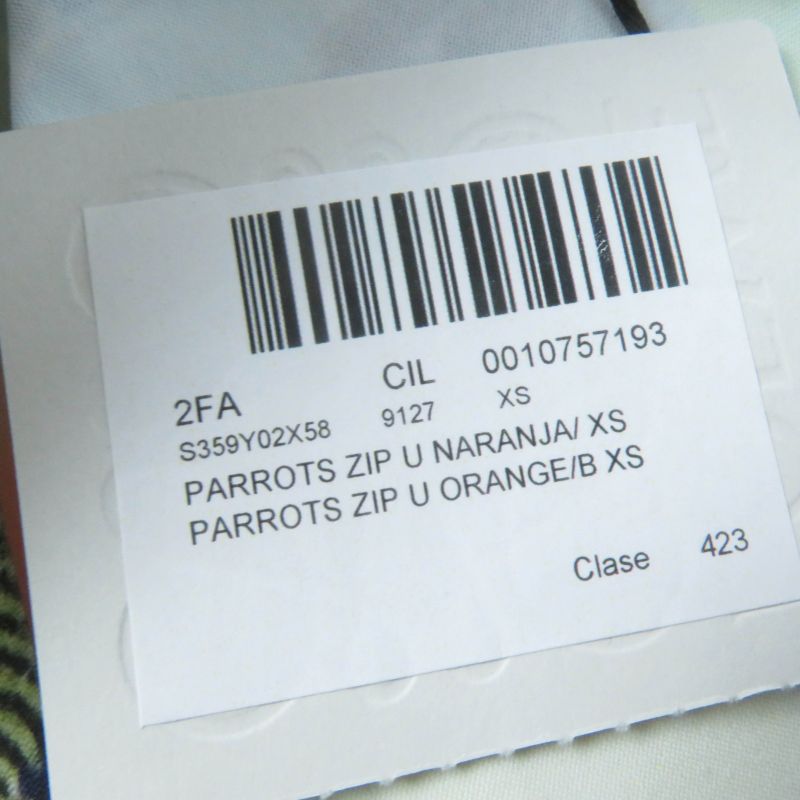 2FA CIL 0010757193
S359Y02X58 9127 XS
PARROTS ZIP U NARANJA/ XS
PARROTS ZIP U ORANGE/B XS
Clase 423